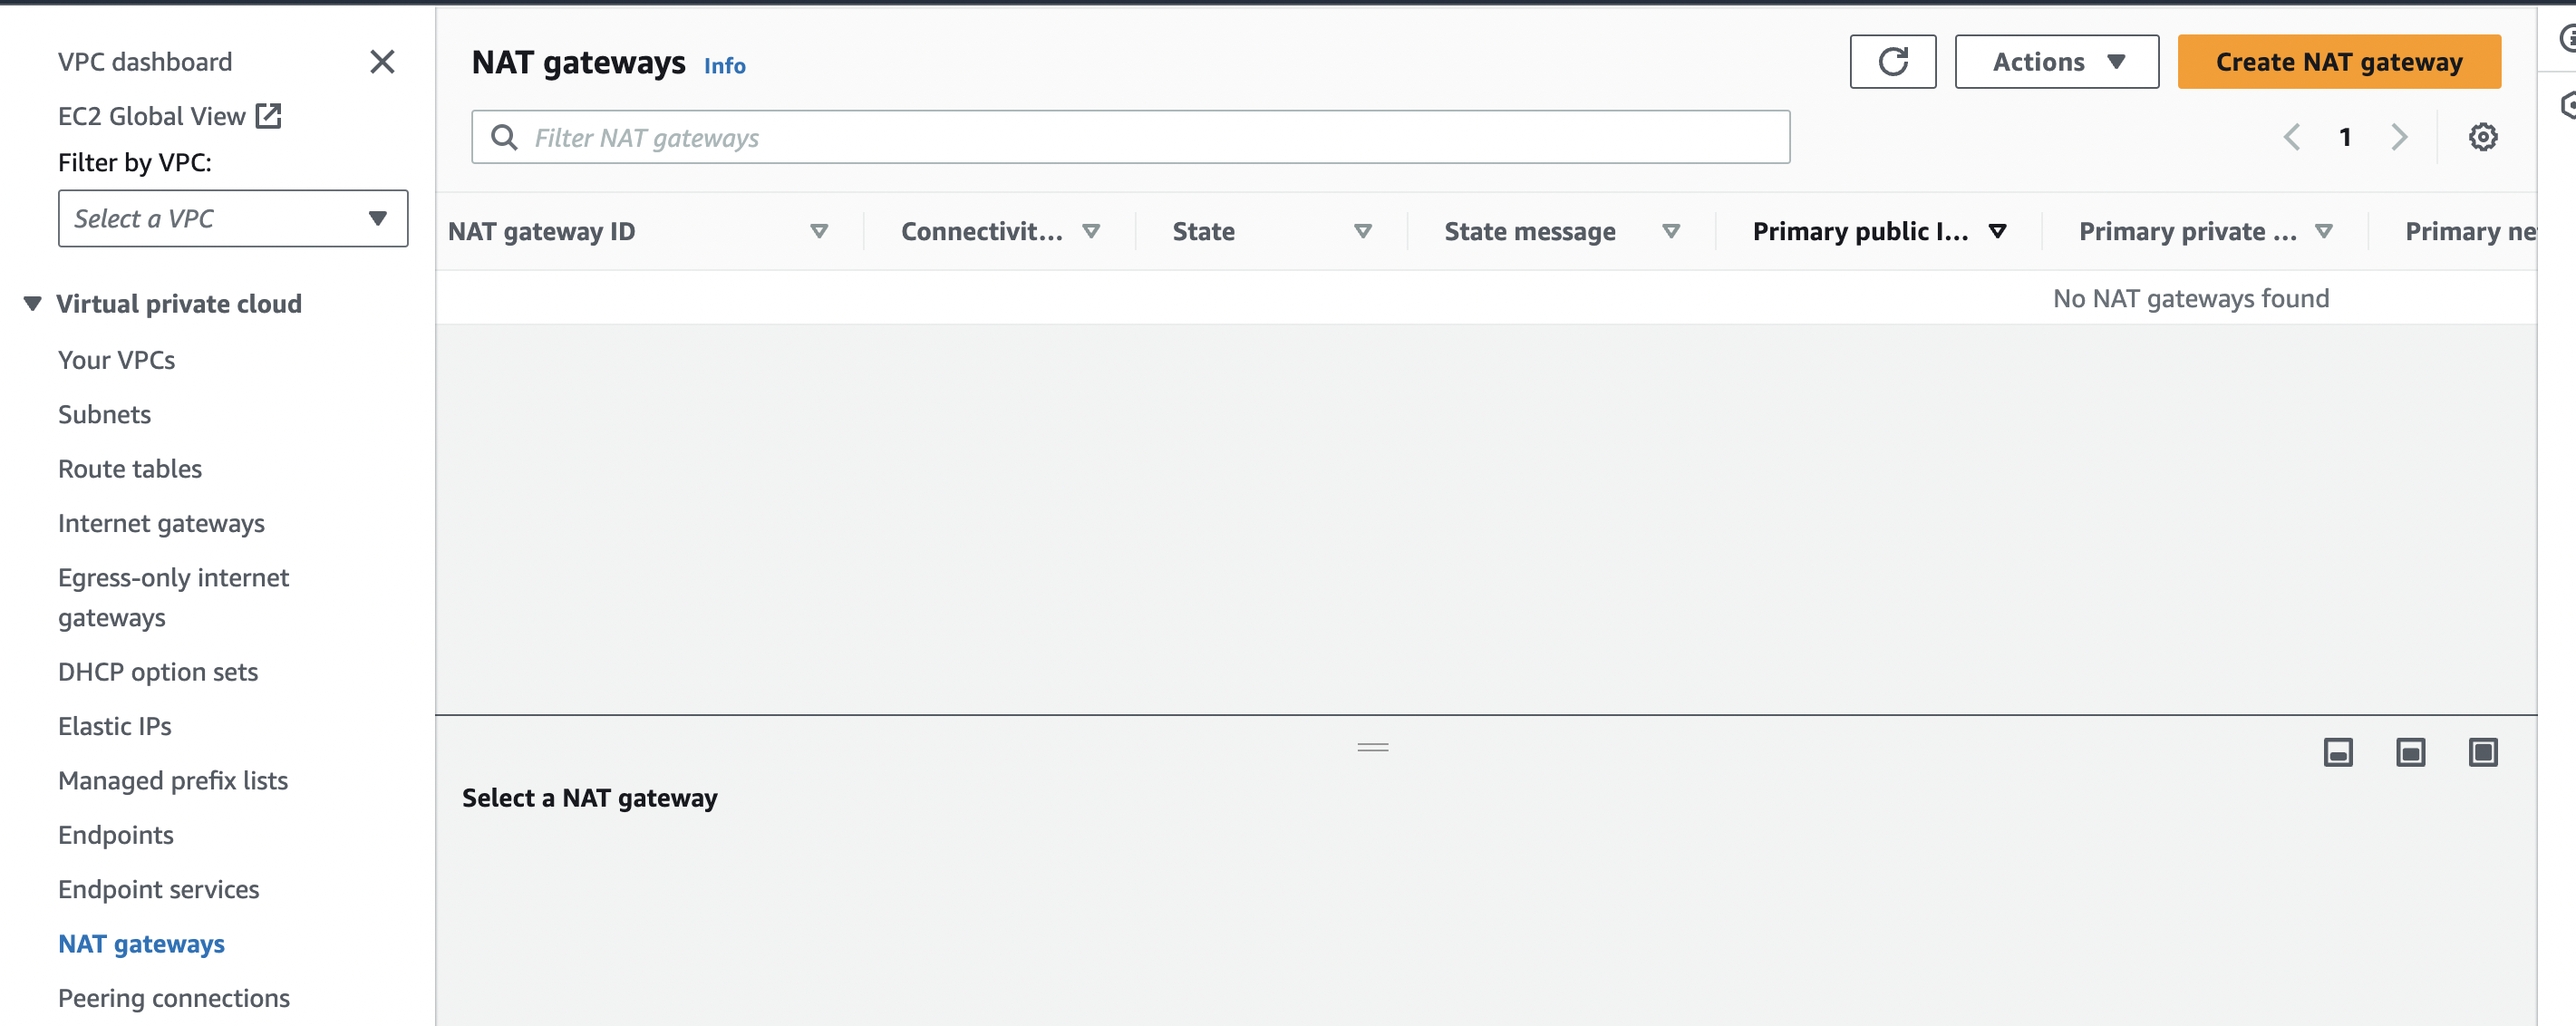 VPC dashboard
EC2 Global View
Filter by VPC:
Select a VPC
Virtual private cloud
Your VPCs
Subnets
Route tables
Internet gateways
Egress-only internet
gateways
DHCP option sets
Elastic IPs
Managed prefix lists
Endpoints
Endpoint services
NAT gateways
Peering connections
NAT gateways Info
Actions
Create NAT gateway
Filter NAT gateways
1
NAT gateway ID Connectivit... State State message Primary public I... Primary private ... Primary ne
No NAT gateways found
Select a NAT gateway